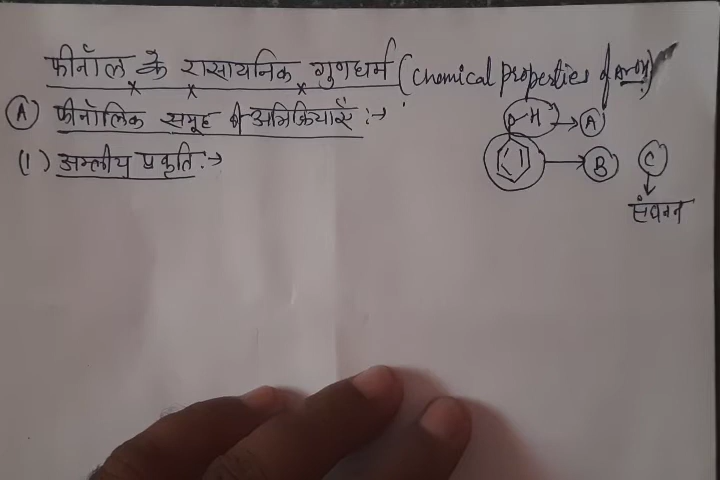 फीनॉल के रासायनिक गुणधर्म (Chemical properties of
(A) फीनॉलिक समूह की अभिक्रियाएँ :→
O-H → (A)
(1) अम्लीय प्रकृति :→
→ (B) (C)
↓
संघनन